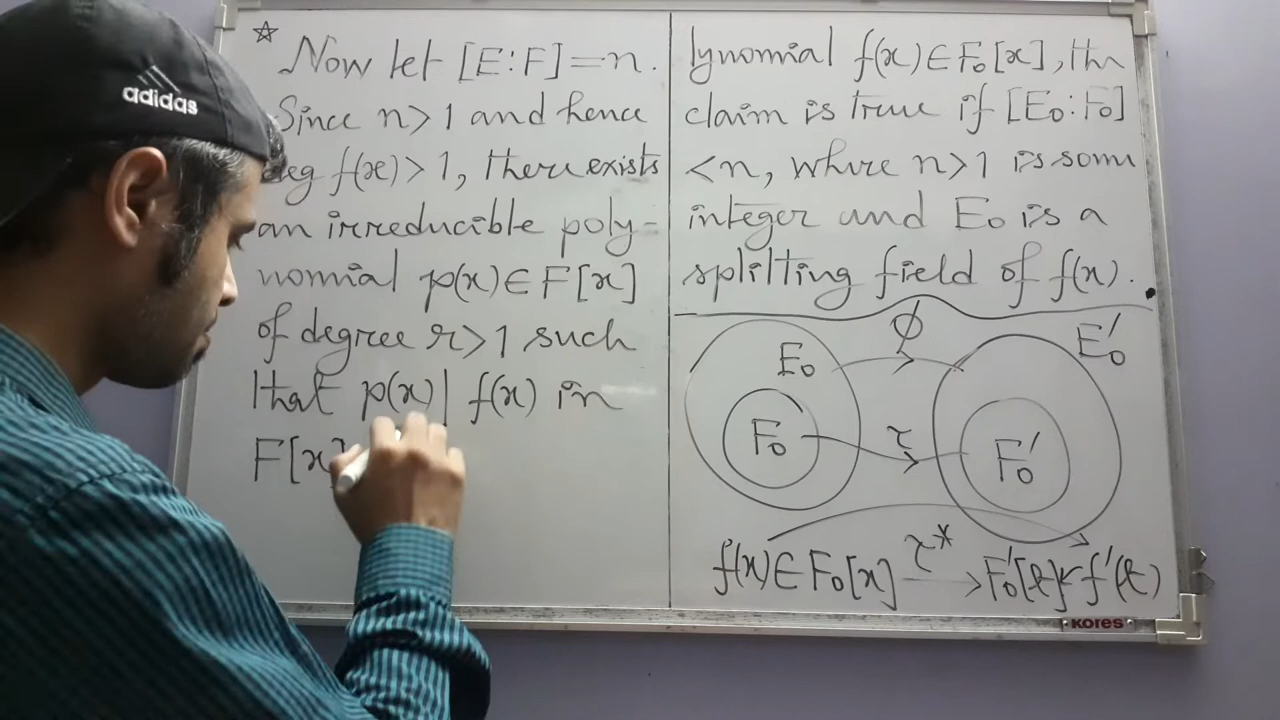 ☆ Now let [E:F]=n.
Since n>1 and hence
deg f(x)>1, there exists
an irreducible poly-
nomial p(x)∈F[x]
of degree r>1 such
that p(x)| f(x) in
F[x]
lynomial f(x)∈F₀[x], the
claim is true if [E₀:F₀]
<n, where n>1 is some
integer and E₀ is a
splitting field of f(x).
ϕ
E₀
E₀′
F₀
τ
F₀′
f(x)∈F₀[x] τ* → F₀′[t] f′(t)
KORES
adidas